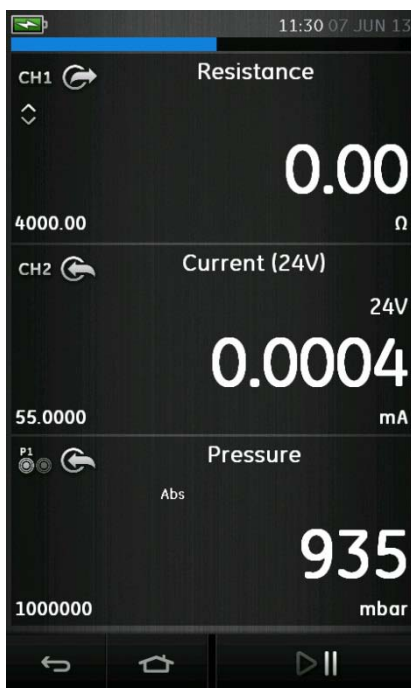 11:30 07 JUN 13
CH1 Resistance
0.00
4000.00 Ω
CH2 Current (24V)
24V
0.0004
55.0000 mA
P1 Pressure
Abs
935
1000000 mbar